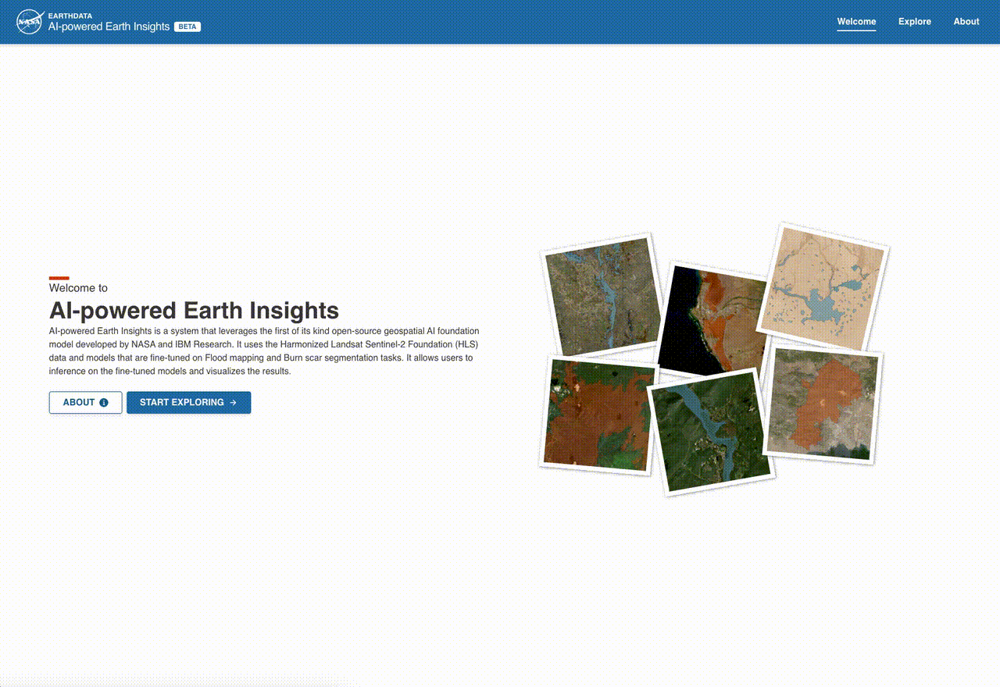 NASA
EARTHDATA
AI-powered Earth Insights BETA
Welcome Explore About
Welcome to
AI-powered Earth Insights
AI-powered Earth Insights is a system that leverages the first of its kind open-source geospatial AI foundation
model developed by NASA and IBM Research. It uses the Harmonized Landsat Sentinel-2 Foundation (HLS)
data and models that are fine-tuned on Flood mapping and Burn scar segmentation tasks. It allows users to
inference on the fine-tuned models and visualizes the results.
ABOUT
START EXPLORING →